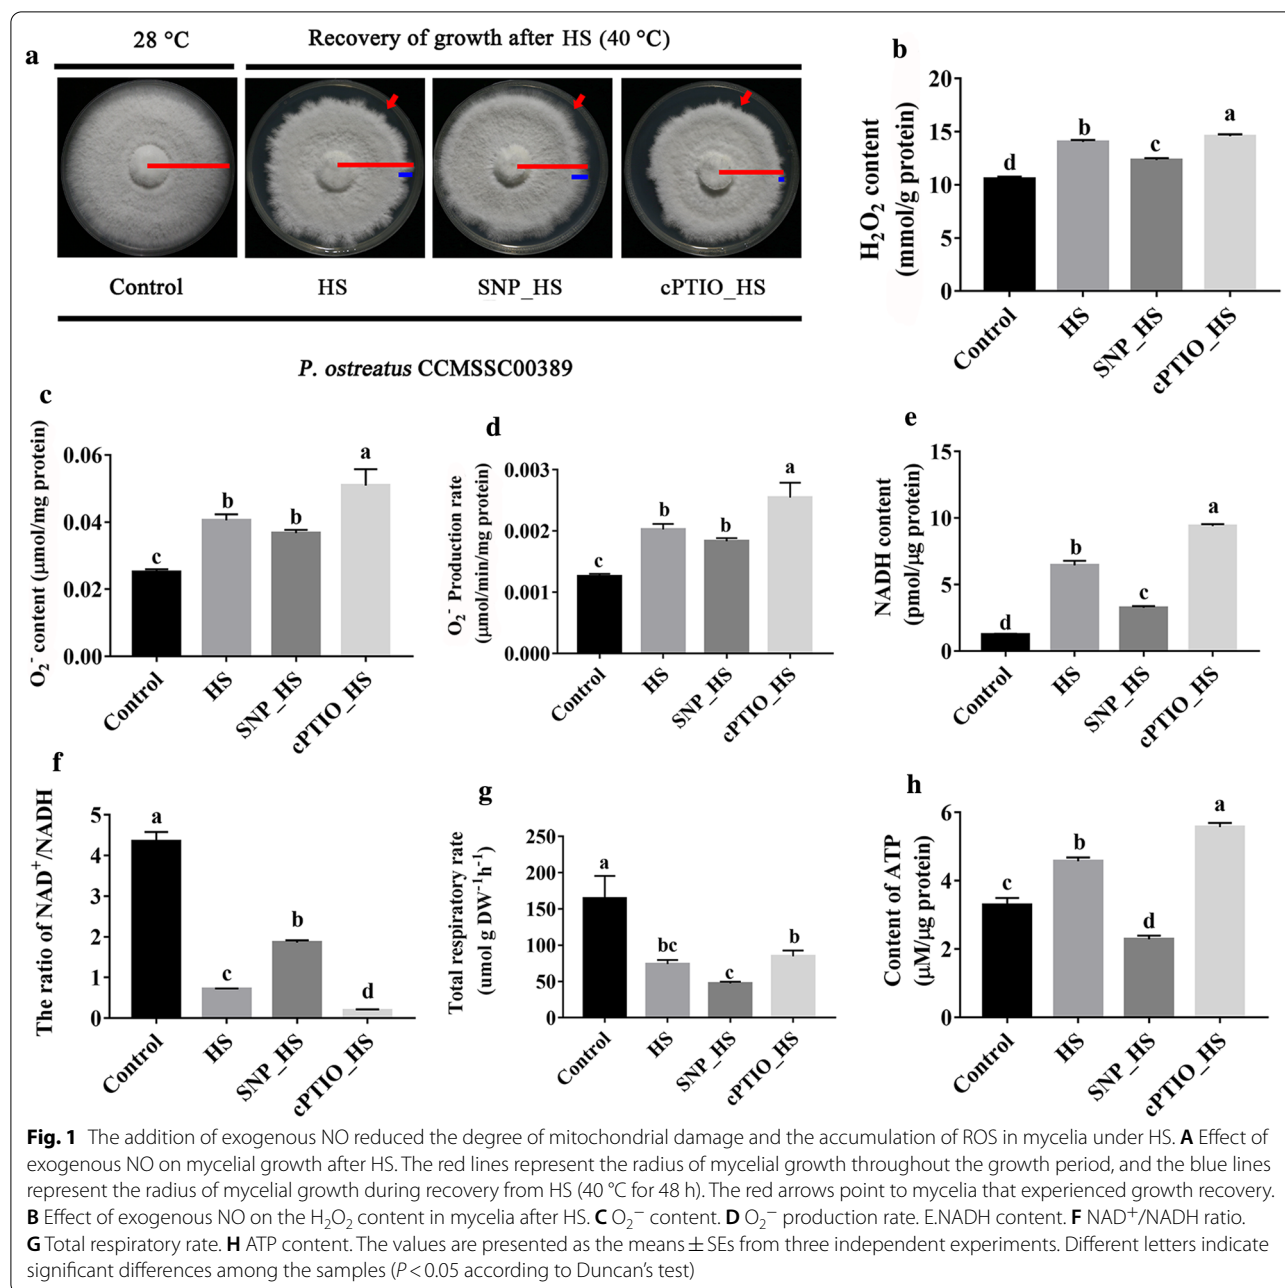 a
28 °C
Recovery of growth after HS (40 °C)
Control
HS
SNP_HS
cPTIO_HS
P. ostreatus CCMSSC00389
b
H2O2 content
(mmol/g protein)
20
15
10
5
0
d
b
c
a
Control
HS
SNP_HS
cPTIO_HS
c
O2- content (μmol/mg protein)
0.06
0.04
0.02
0.00
c
b
b
a
Control
HS
SNP_HS
cPTIO_HS
d
O2- Production rate
(μmol/min/mg protein)
0.003
0.002
0.001
0.000
c
b
b
a
Control
HS
SNP_HS
cPTIO_HS
e
NADH content
(pmol/μg protein)
15
10
5
0
d
b
c
a
Control
HS
SNP_HS
cPTIO_HS
f
The ratio of NAD+/NADH
5
4
3
2
1
0
a
c
b
d
Control
HS
SNP_HS
cPTIO_HS
g
Total respiratory rate
(umol g DW-1h-1)
250
200
150
100
50
0
a
bc
c
b
Control
HS
SNP_HS
cPTIO_HS
h
Content of ATP
(μM/μg protein)
6
4
2
0
c
b
d
a
Control
HS
SNP_HS
cPTIO_HS
Fig. 1 The addition of exogenous NO reduced the degree of mitochondrial damage and the accumulation of ROS in mycelia under HS. A Effect of
exogenous NO on mycelial growth after HS. The red lines represent the radius of mycelial growth throughout the growth period, and the blue lines
represent the radius of mycelial growth during recovery from HS (40 °C for 48 h). The red arrows point to mycelia that experienced growth recovery.
B Effect of exogenous NO on the H2O2 content in mycelia after HS. C O2− content. D O2− production rate. E.NADH content. F NAD+/NADH ratio.
G Total respiratory rate. H ATP content. The values are presented as the means ± SEs from three independent experiments. Different letters indicate
significant differences among the samples (P < 0.05 according to Duncan's test)